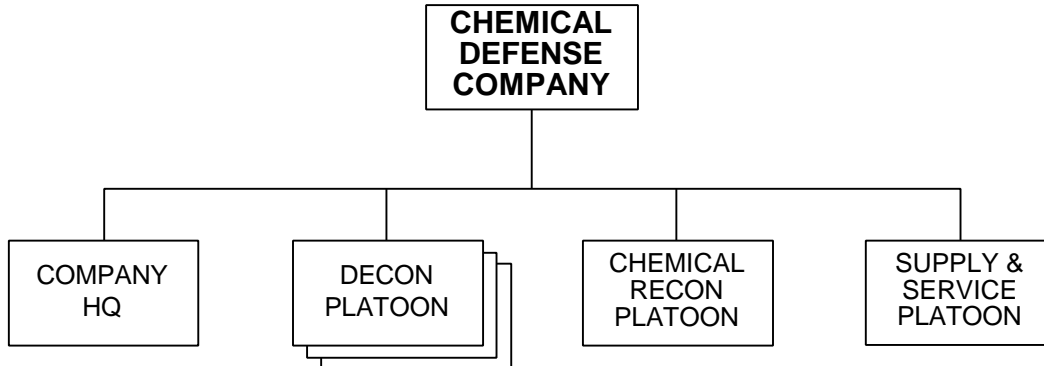 CHEMICAL
DEFENSE
COMPANY
COMPANY
HQ
DECON
PLATOON
CHEMICAL
RECON
PLATOON
SUPPLY &
SERVICE
PLATOON